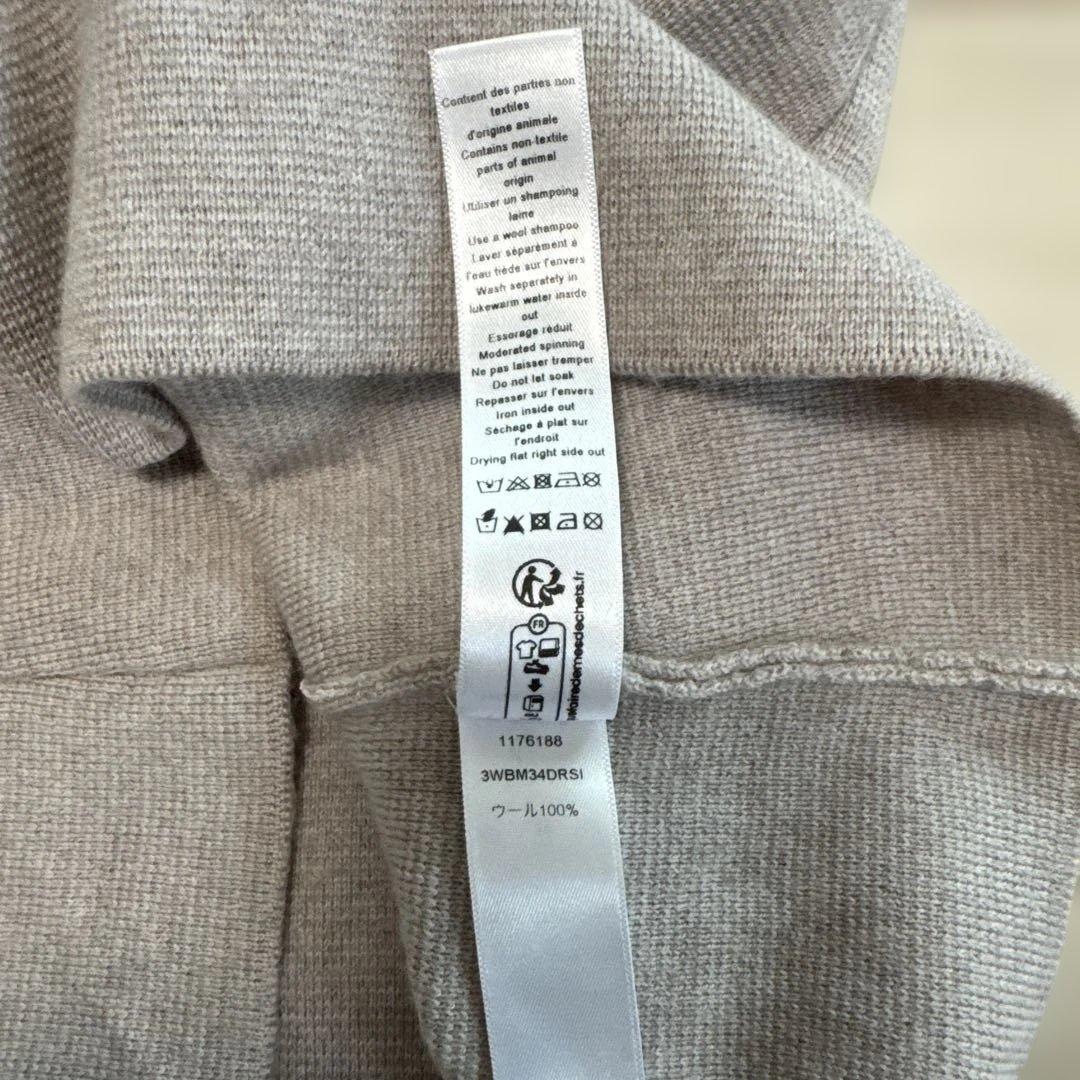 Contient des parties non
textiles
d'origine animale
Contains non-textile
parts of animal
origin
Utiliser un shampoing
laine
Use a wool shampoo
Laver séparément à
l'eau tiède sur l'envers
Wash separately in
lukewarm water inside
out
Essorage réduit
Moderated spinning
Ne pas laisser tremper
Do not let soak
Repasser sur l'envers
Iron inside out
Séchage à plat sur
l'endroit
Drying flat right side out
FR
1176188
3WBM34DRSI
ウール100%